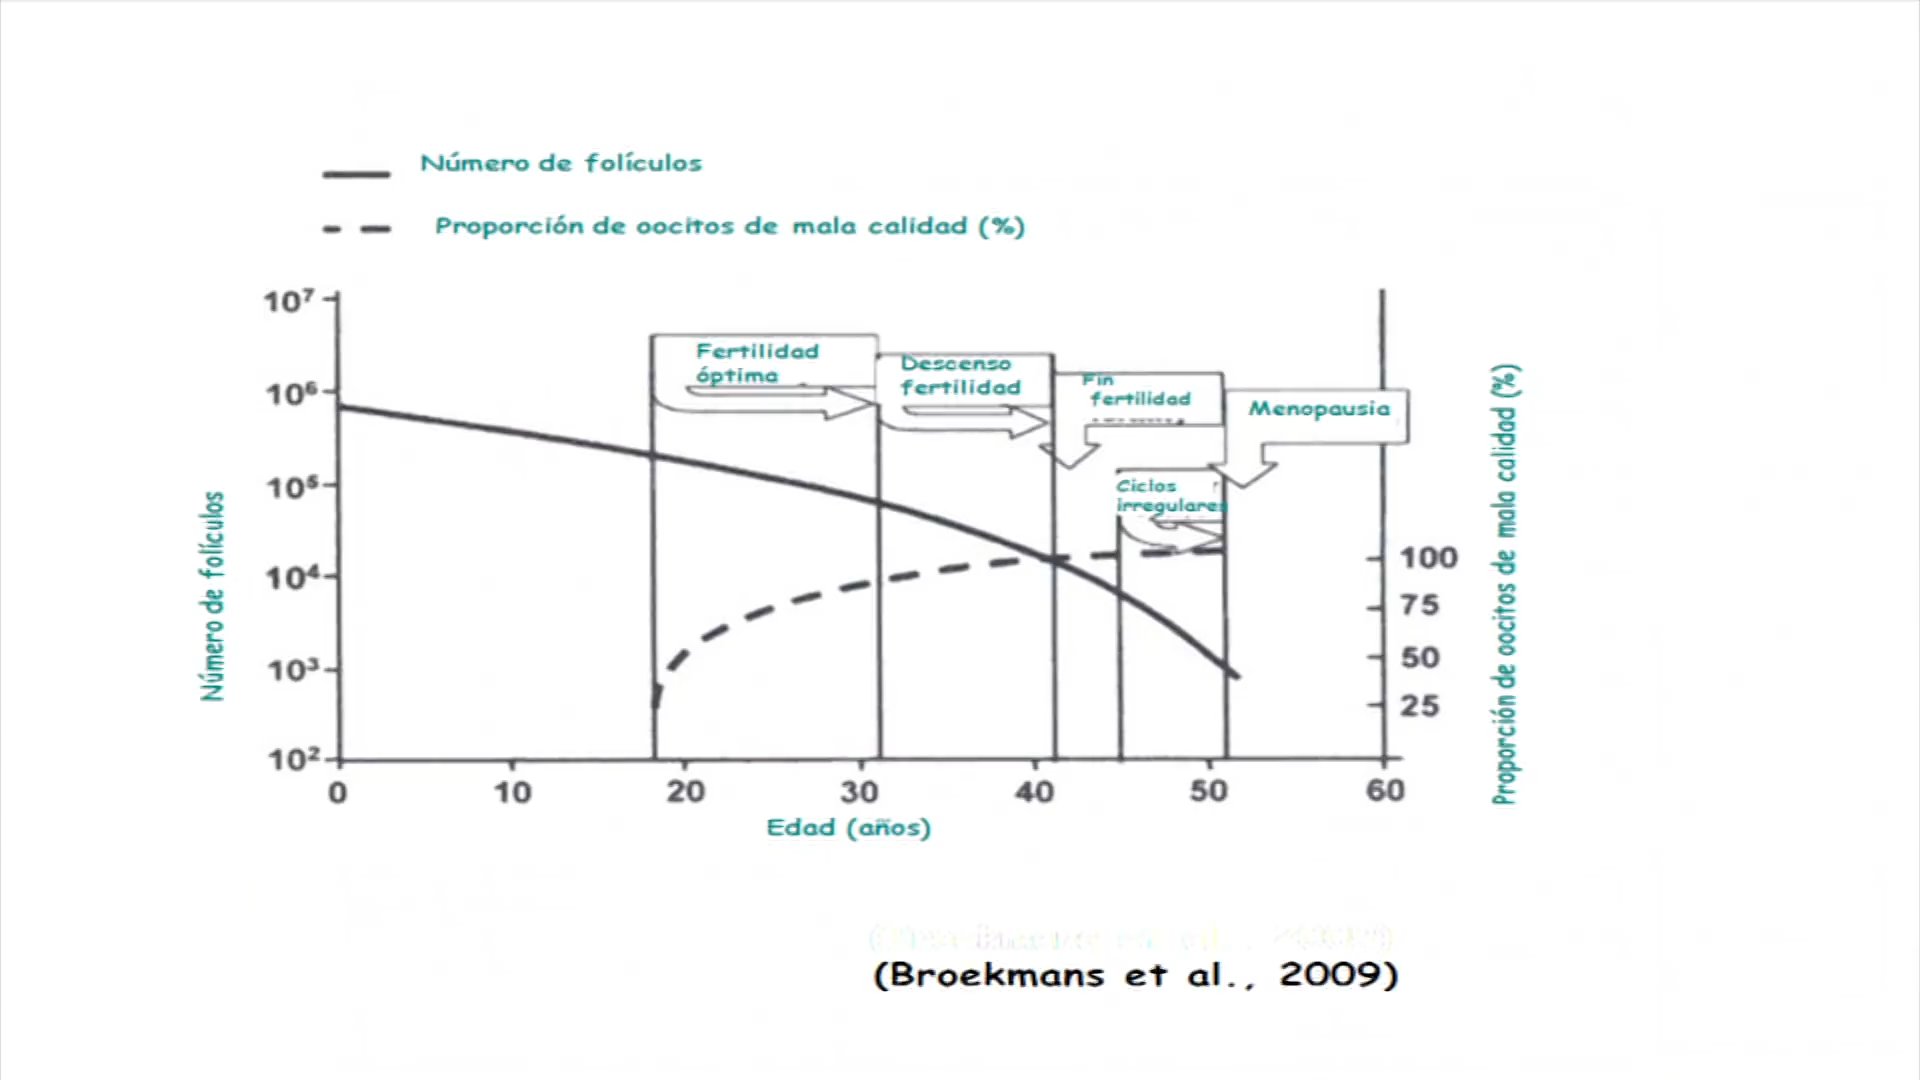 Número de folículos
Proporción de oocitos de mala calidad (%)
10⁷
10⁶
10⁵
10⁴
10³
10²
Número de folículos
Fertilidad
óptima
Descenso
fertilidad
Fin
fertilidad
Menopausia
Ciclos
irregulares
100
75
50
25
Proporción de oocitos de mala calidad (%)
0 10 20 30 40 50 60
Edad (años)
(Broekmans et al., 2009)